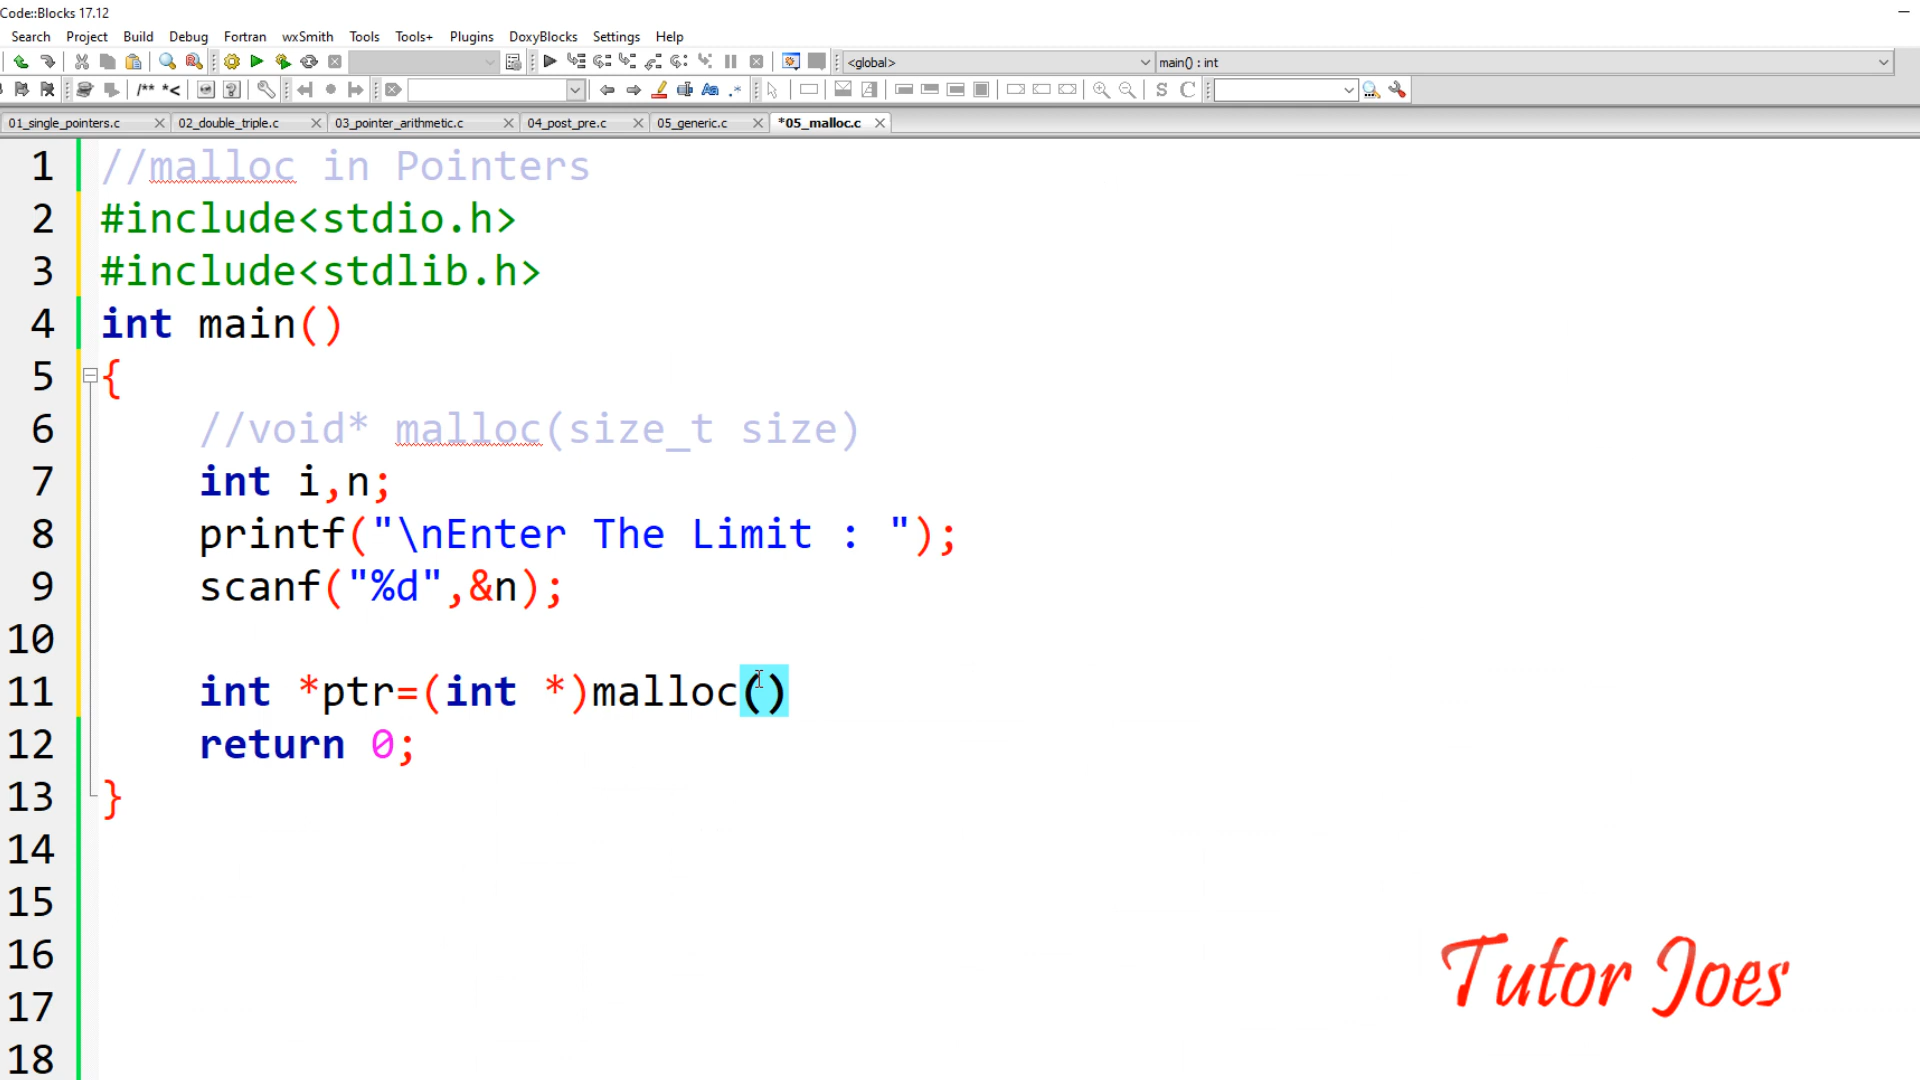 Code::Blocks 17.12
Search Project Build Debug Fortran wxSmith Tools Tools+ Plugins DoxyBlocks Settings Help
<global> main() : int
/** *< Aa .* S C
01_single_pointers.c 02_double_triple.c 03_pointer_arithmetic.c 04_post_pre.c 05_generic.c *05_malloc.c
1 //malloc in Pointers
2 #include<stdio.h>
3 #include<stdlib.h>
4 int main()
5 {
6 //void* malloc(size_t size)
7 int i,n;
8 printf("\nEnter The Limit : ");
9 scanf("%d",&n);
10
11 int *ptr=(int *)malloc()
12 return 0;
13 }
14
15
16
17
18
Tutor Joes